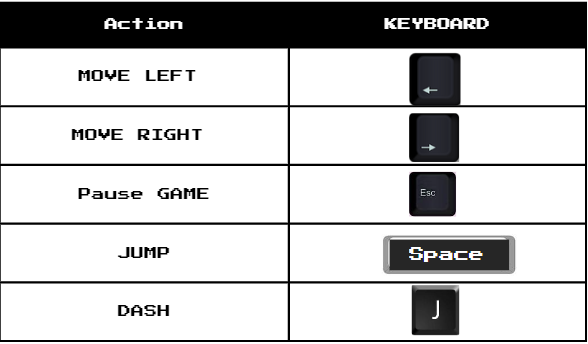 Action KEYBOARD
MOVE LEFT ←
MOVE RIGHT →
Pause GAME Esc
JUMP Space
DASH J